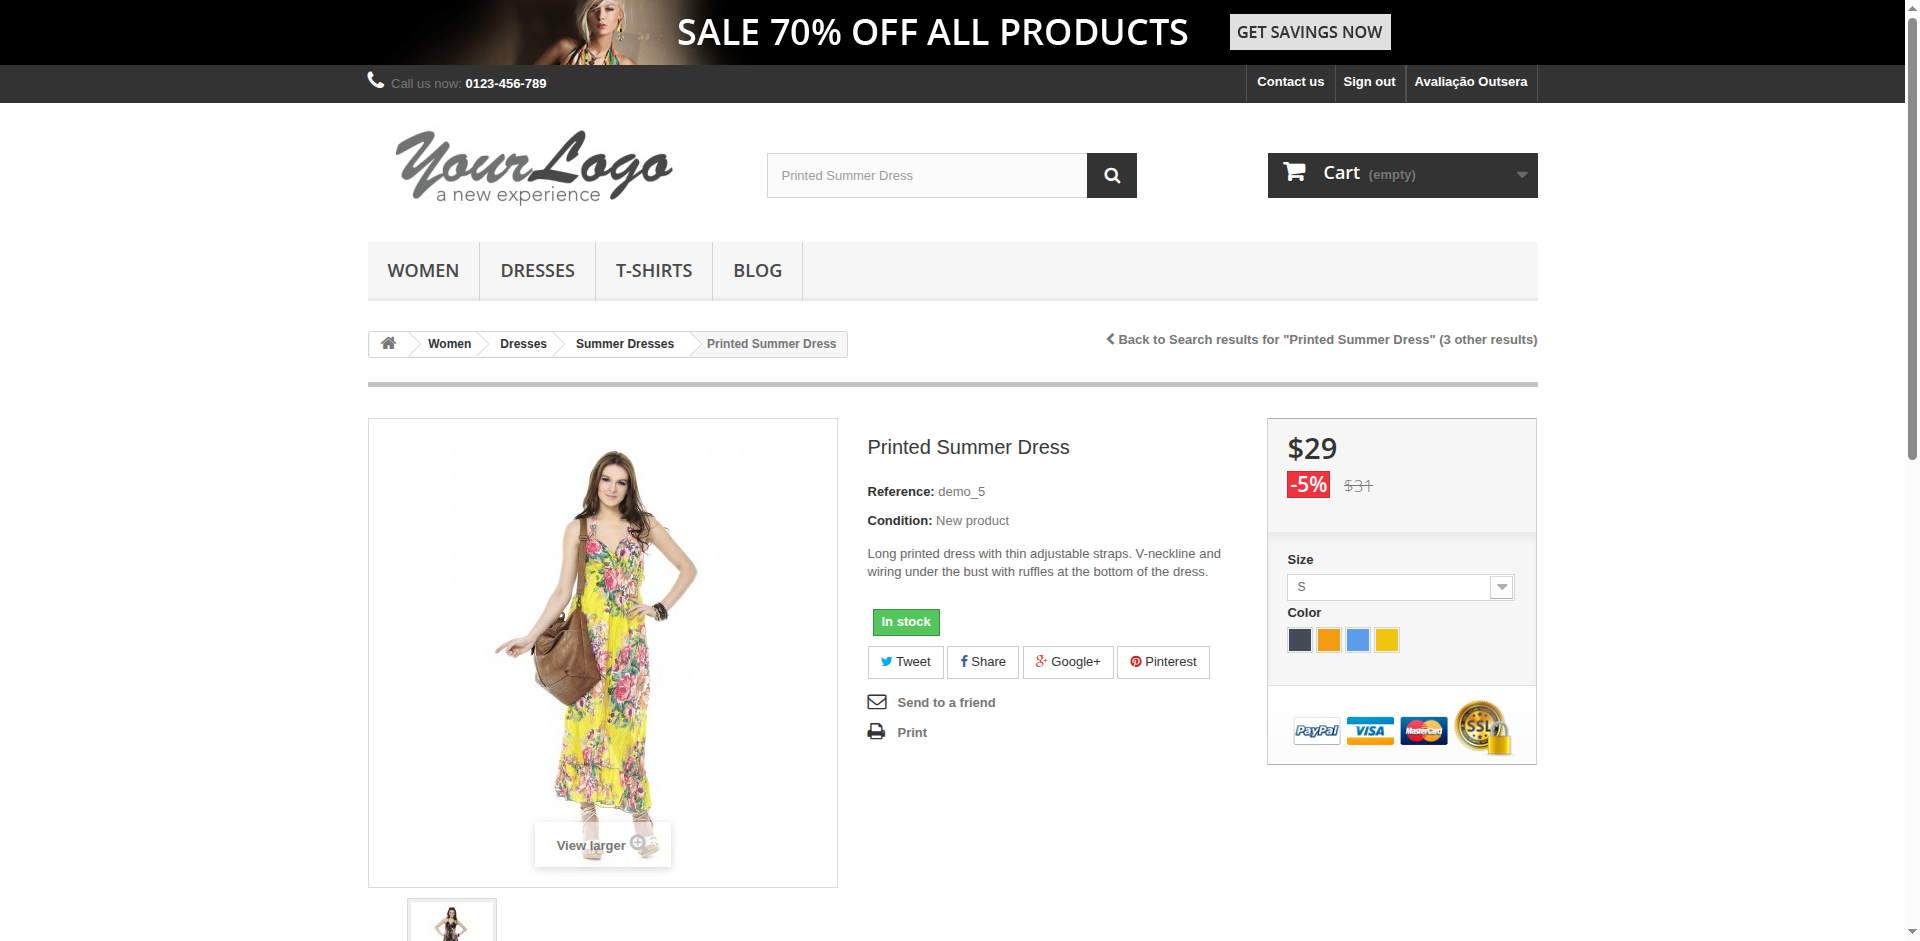 SALE 70% OFF ALL PRODUCTS
GET SAVINGS NOW
Call us now: 0123-456-789
Contact us
Sign out
Avaliação Outsera
YourLogo
a new experience
Printed Summer Dress
Cart (empty)
WOMEN
DRESSES
T-SHIRTS
BLOG
Women
Dresses
Summer Dresses
Printed Summer Dress
Back to Search results for "Printed Summer Dress" (3 other results)
View larger
Printed Summer Dress
Reference: demo_5
Condition: New product
Long printed dress with thin adjustable straps. V-neckline and
wiring under the bust with ruffles at the bottom of the dress.
In stock
Tweet
Share
Google+
Pinterest
Send to a friend
Print
$29
-5% $31
Size
S
Color
PayPal
VISA
MasterCard
SSL